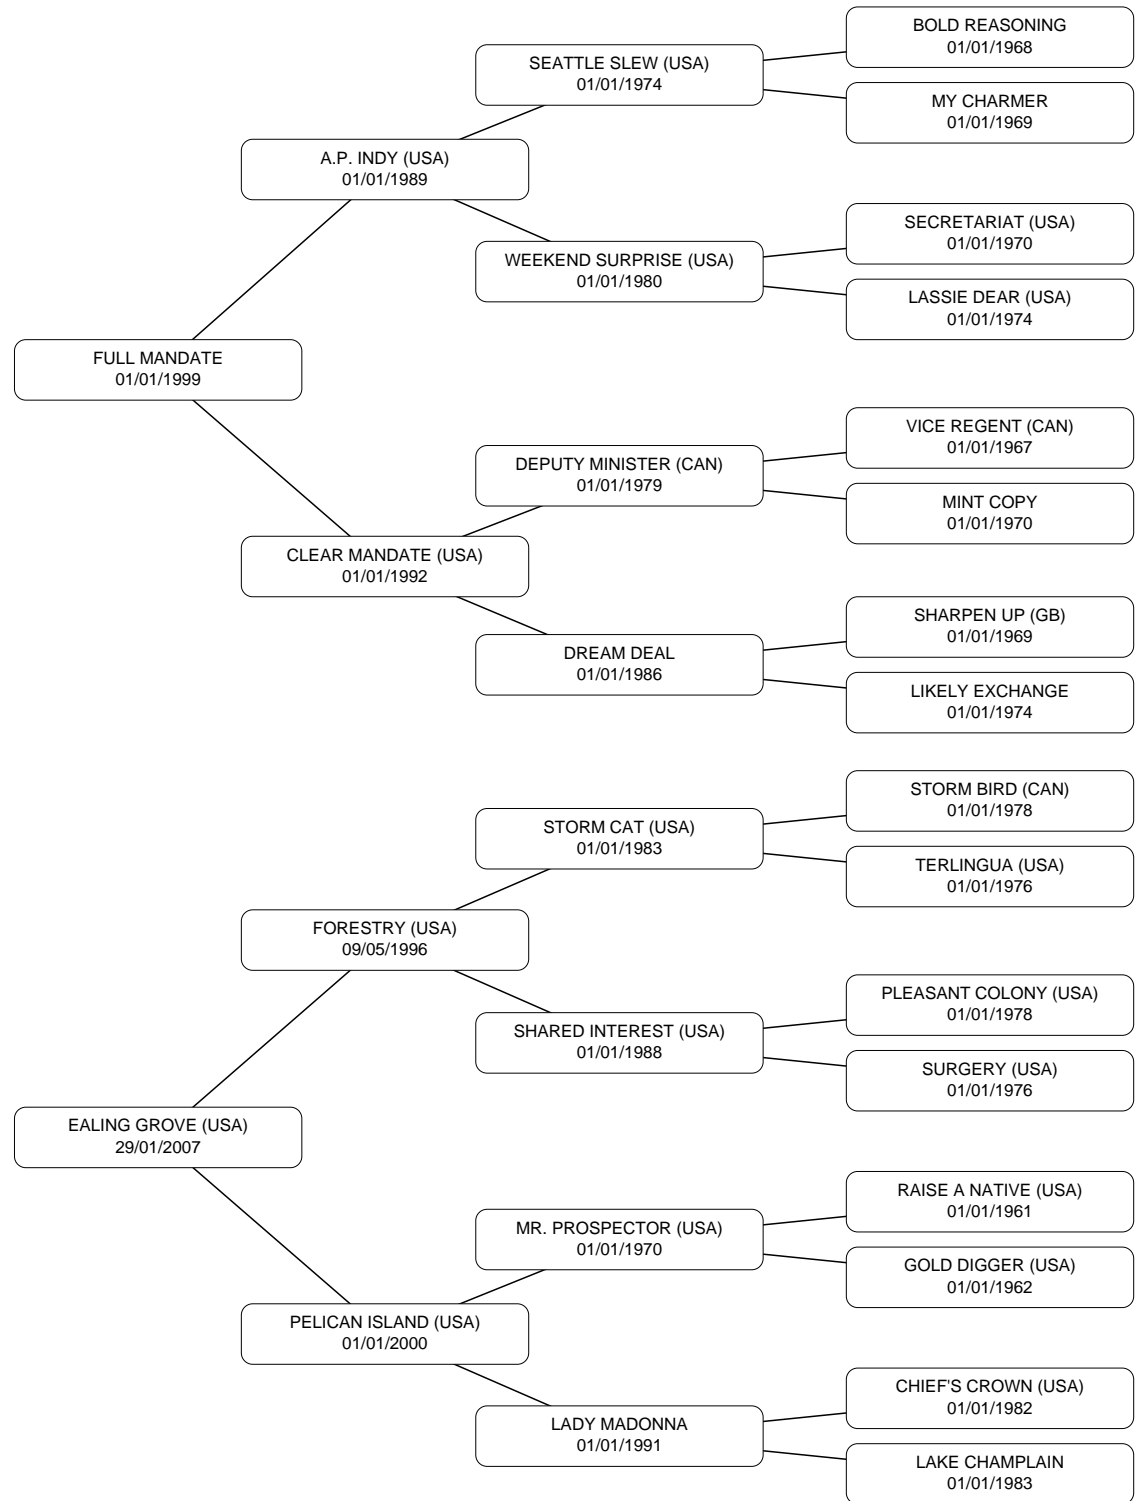 BOLD REASONING
01/01/1968
SEATTLE SLEW (USA)
01/01/1974
MY CHARMER
01/01/1969
A.P. INDY (USA)
01/01/1989
SECRETARIAT (USA)
01/01/1970
WEEKEND SURPRISE (USA)
01/01/1980
LASSIE DEAR (USA)
01/01/1974
FULL MANDATE
01/01/1999
VICE REGENT (CAN)
01/01/1967
DEPUTY MINISTER (CAN)
01/01/1979
MINT COPY
01/01/1970
CLEAR MANDATE (USA)
01/01/1992
SHARPEN UP (GB)
01/01/1969
DREAM DEAL
01/01/1986
LIKELY EXCHANGE
01/01/1974
STORM BIRD (CAN)
01/01/1978
STORM CAT (USA)
01/01/1983
TERLINGUA (USA)
01/01/1976
FORESTRY (USA)
09/05/1996
PLEASANT COLONY (USA)
01/01/1978
SHARED INTEREST (USA)
01/01/1988
SURGERY (USA)
01/01/1976
EALING GROVE (USA)
29/01/2007
RAISE A NATIVE (USA)
01/01/1961
MR. PROSPECTOR (USA)
01/01/1970
GOLD DIGGER (USA)
01/01/1962
PELICAN ISLAND (USA)
01/01/2000
CHIEF'S CROWN (USA)
01/01/1982
LADY MADONNA
01/01/1991
LAKE CHAMPLAIN
01/01/1983